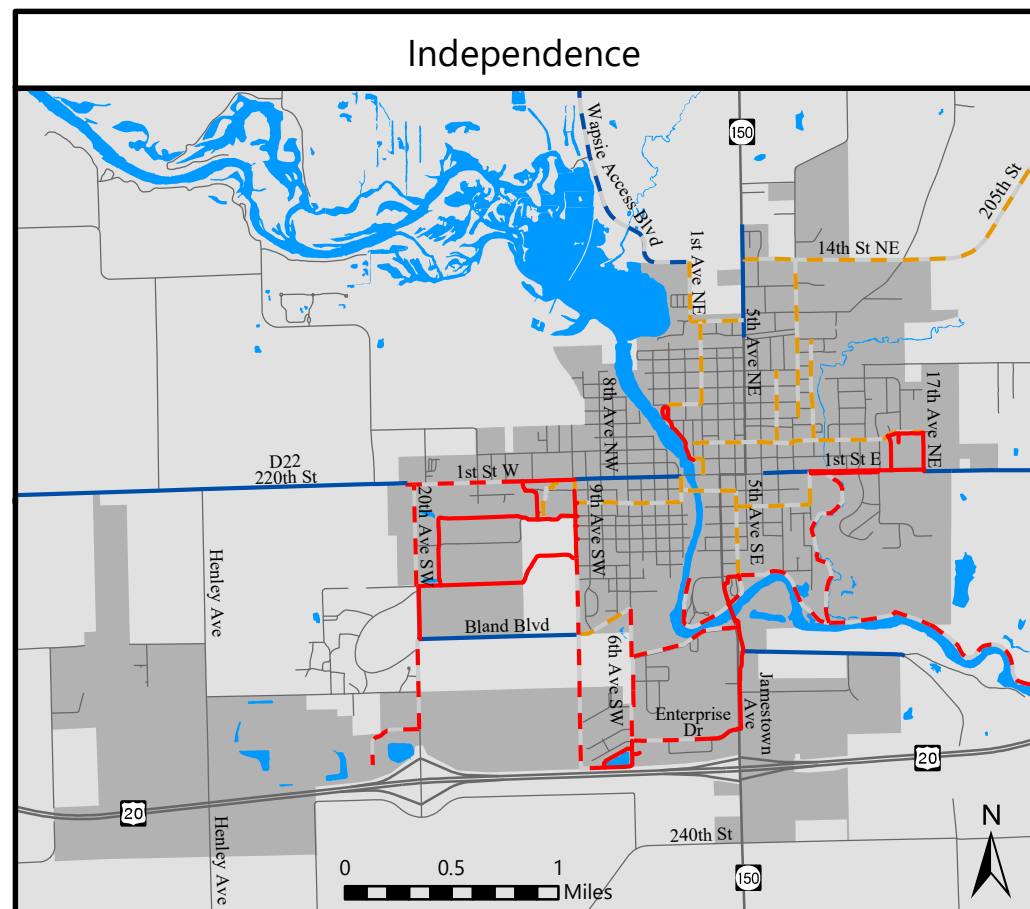 Independence
Wapsie Access Blvd
150
205th St
14th St NE
1st Ave NE
5th Ave NE
8th Ave NW
17th Ave NE
D22
220th St
1st St W
1st St E
20th Ave SW
9th Ave SW
5th Ave SE
Henley Ave
Bland Blvd
6th Ave SW
Jamestown
Ave
Enterprise
Dr
20
20
Henley Ave
240th St
N
0 0.5 1
Miles
150